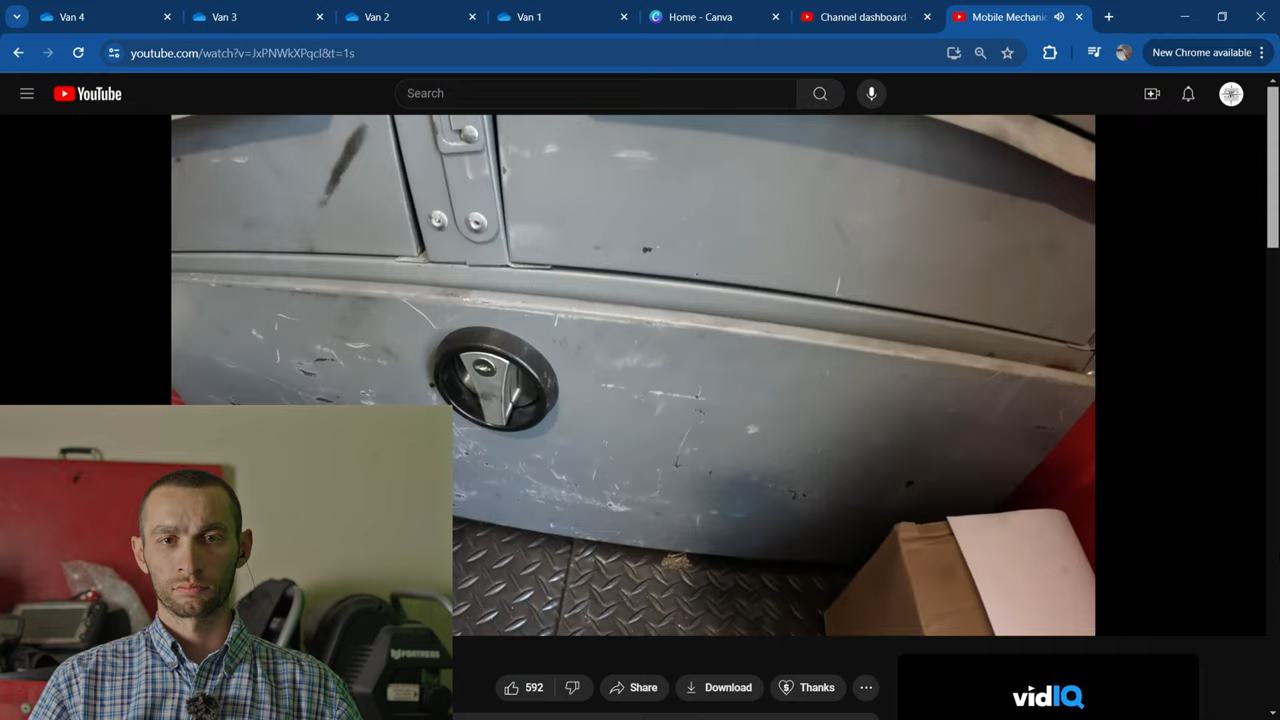 Van 4
Van 3
Van 2
Van 1
Home - Canva
Channel dashboard
Mobile Mechanic
youtube.com/watch?v=JxPNWkXPqcI&t=1s
New Chrome available
YouTube
Search
592
Share
Download
Thanks
FORTRESS
vidIQ